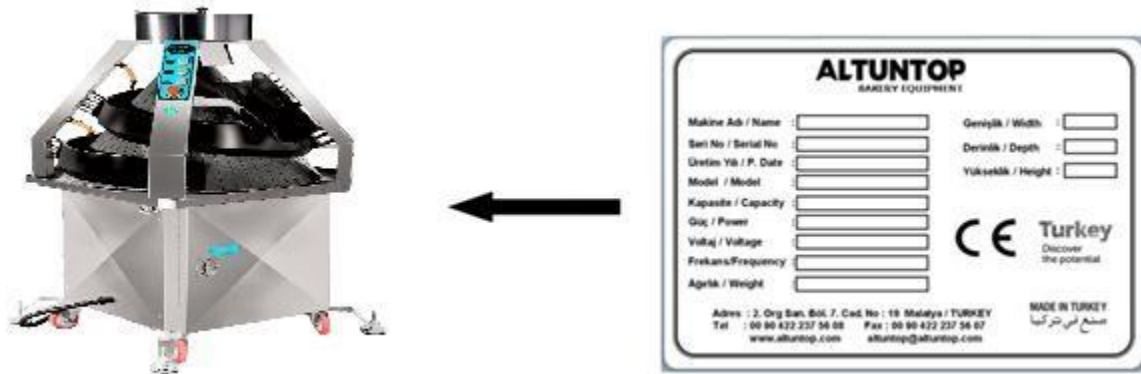 ALTUNTOP
BAKERY EQUIPMENT
Makine Adı / Name :
Seri No / Serial No :
Üretim Yılı / P. Date :
Model / Model :
Kapasite / Capacity :
Güç / Power :
Voltaj / Voltage :
Frekans/Frequency :
Ağırlık / Weight :
Genişlik / Width :
Derinlik / Depth :
Yükseklik / Height :
CE
Turkey
Discover
the potential
MADE IN TURKEY
صنع في تركيا
Adres : 2. Org San. Böl. 7. Cad. No : 19 Malatya / TURKEY
Tel : 00 90 422 237 56 08 Fax : 00 90 422 237 56 07
www.altuntop.com altuntop@altuntop.com